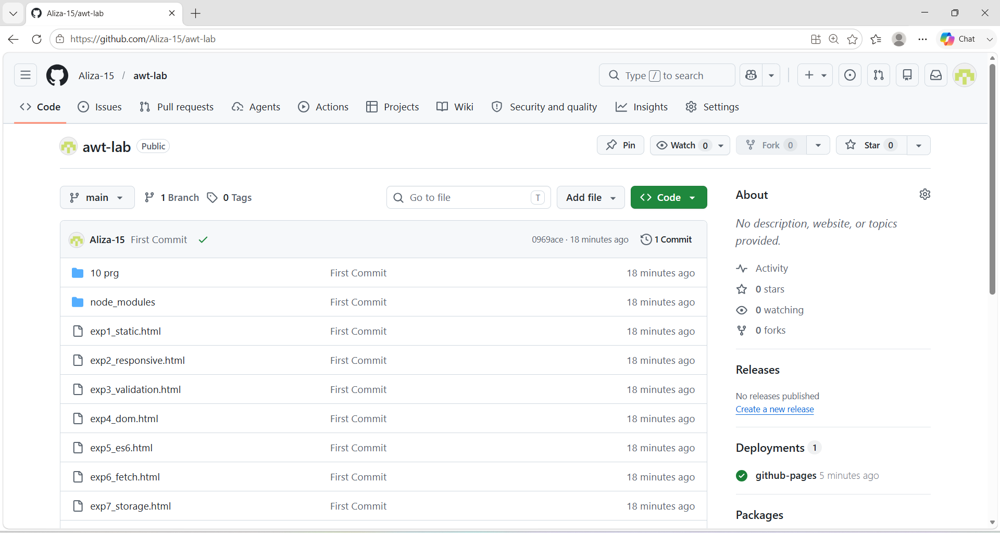 Aliza-15/awt-lab
https://github.com/Aliza-15/awt-lab
Chat
Aliza-15 / awt-lab
Type / to search
Code Issues Pull requests Agents Actions Projects Wiki Security and quality Insights Settings
awt-lab Public
Pin Watch 0 Fork 0 Star 0
main 1 Branch 0 Tags Go to file T Add file Code
Aliza-15 First Commit 0969ace · 18 minutes ago 1 Commit
10 prg First Commit 18 minutes ago
node_modules First Commit 18 minutes ago
exp1_static.html First Commit 18 minutes ago
exp2_responsive.html First Commit 18 minutes ago
exp3_validation.html First Commit 18 minutes ago
exp4_dom.html First Commit 18 minutes ago
exp5_es6.html First Commit 18 minutes ago
exp6_fetch.html First Commit 18 minutes ago
exp7_storage.html First Commit 18 minutes ago
About
No description, website, or topics
provided.
Activity
0 stars
0 watching
0 forks
Releases
No releases published
Create a new release
Deployments 1
github-pages 5 minutes ago
Packages